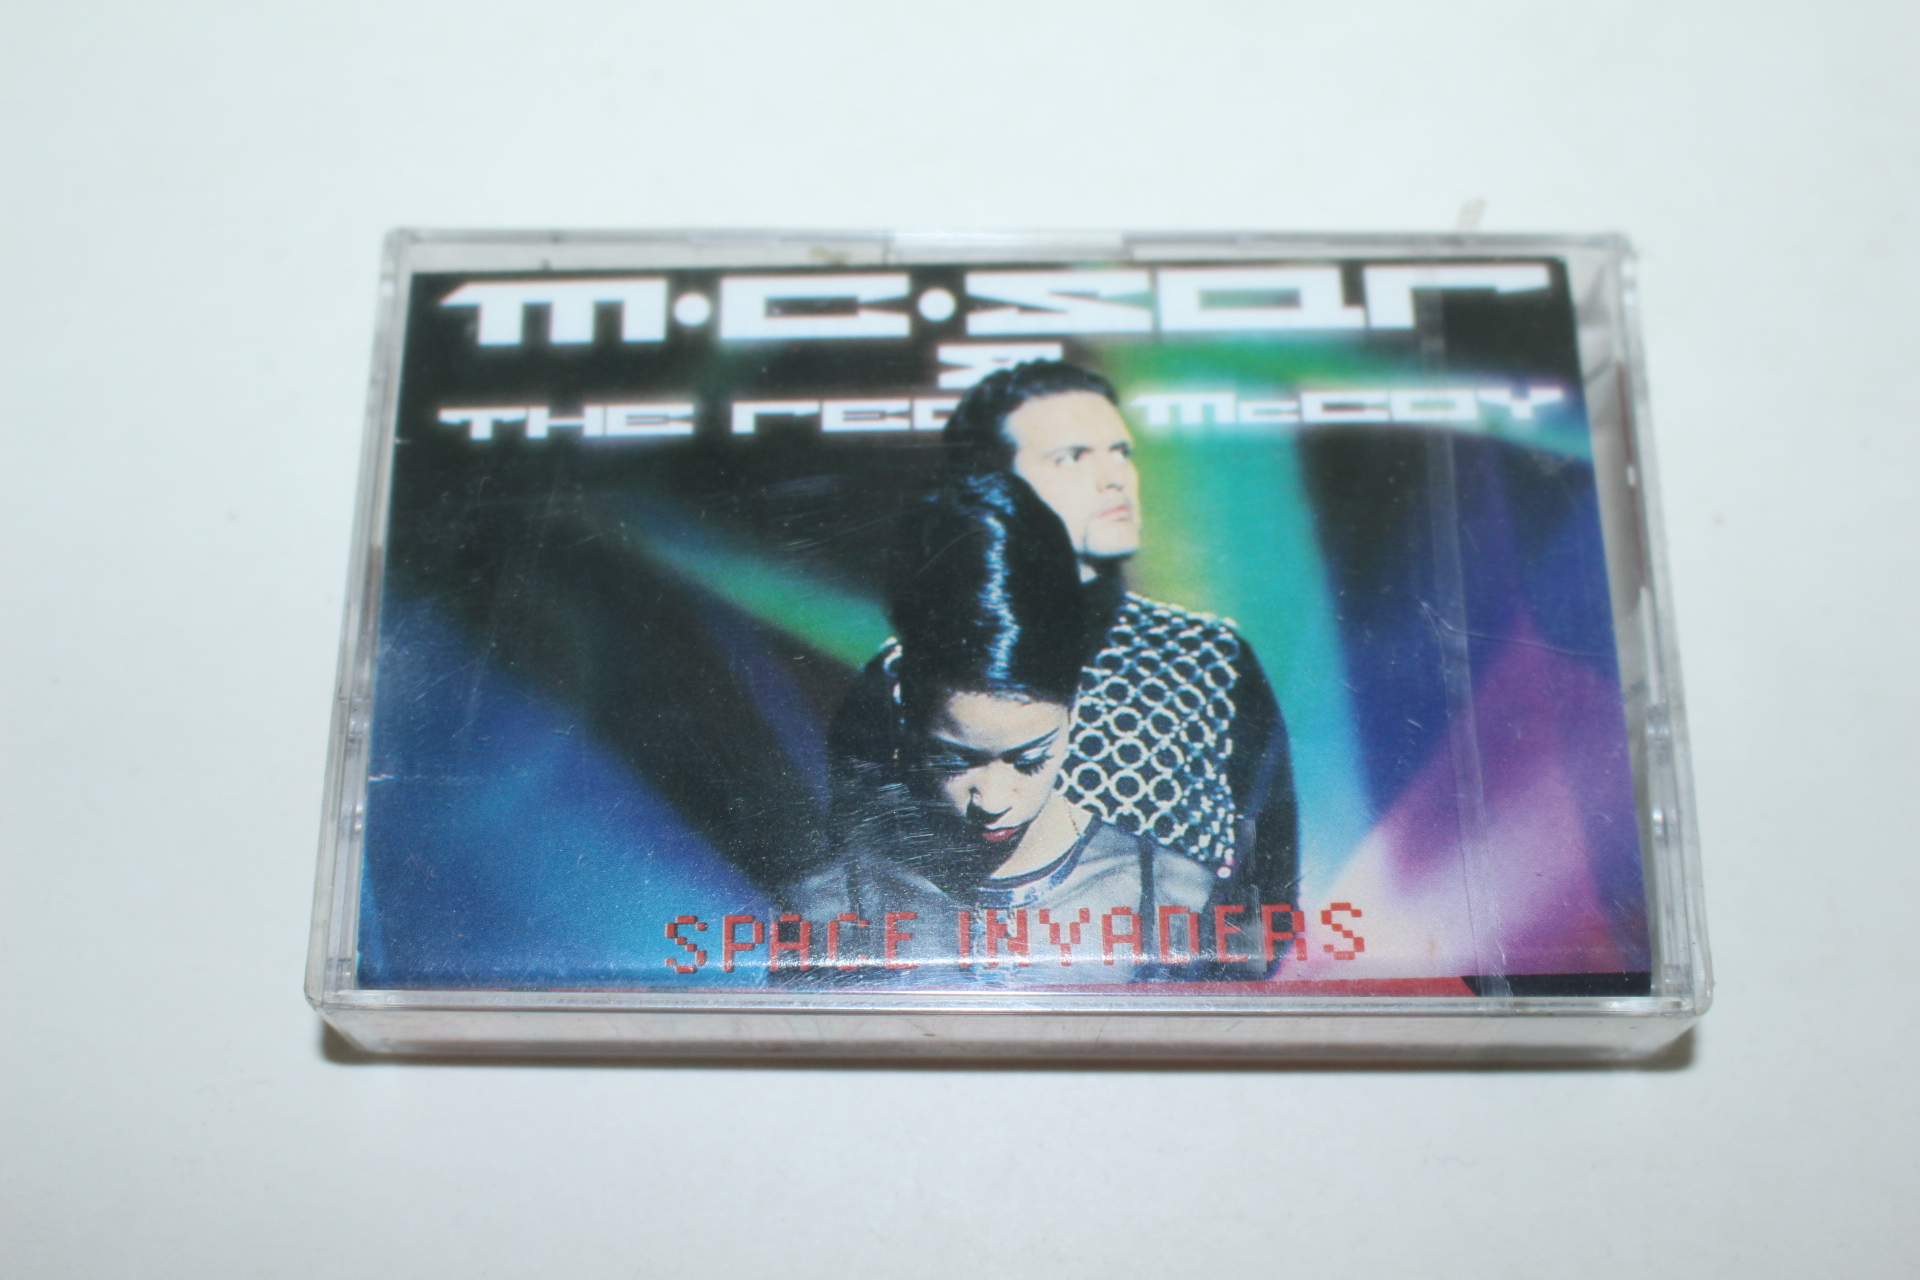 M.C.SAR
&
THE REAL McCOY
SPACE INVADERS